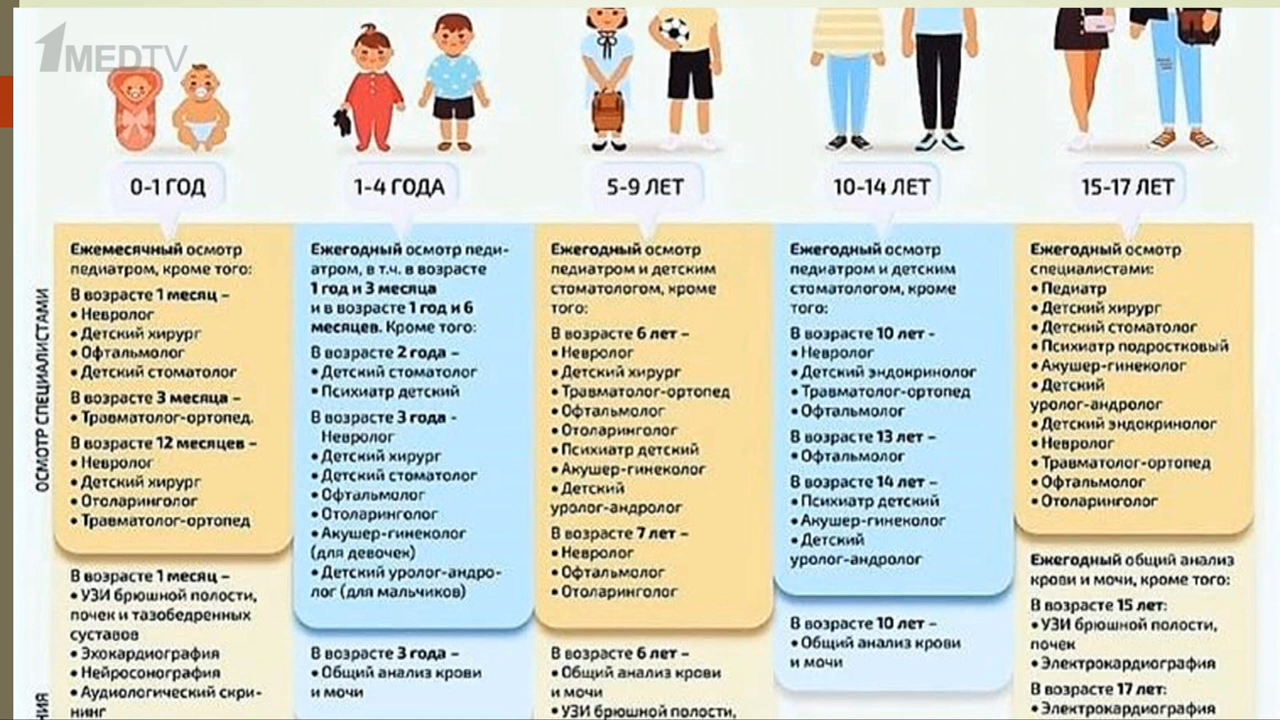 1MEDTV
0-1 ГОД
1-4 ГОДА
5-9 ЛЕТ
10-14 ЛЕТ
15-17 ЛЕТ
ОСМОТР СПЕЦИАЛИСТАМИ
Ежемесячный осмотр
педиатром, кроме того:
В возрасте 1 месяц –
• Невролог
• Детский хирург
• Офтальмолог
• Детский стоматолог
В возрасте 3 месяца –
• Травматолог-ортопед.
В возрасте 12 месяцев –
• Невролог
• Детский хирург
• Отоларинголог
• Травматолог-ортопед
В возрасте 1 месяц –
• УЗИ брюшной полости,
почек и тазобедренных
суставов
• Эхокардиография
• Нейросонография
• Аудиологический скри-
нинг
Ежегодный осмотр педи-
атром, в т.ч. в возрасте
1 год и 3 месяца
и в возрасте 1 год и 6
месяцев. Кроме того:
В возрасте 2 года –
• Детский стоматолог
• Психиатр детский
В возрасте 3 года -
Невролог
• Детский хирург
• Детский стоматолог
• Офтальмолог
• Отоларинголог
• Акушер-гинеколог
(для девочек)
• Детский уролог-андро-
лог (для мальчиков)
В возрасте 3 года –
• Общий анализ крови
и мочи
Ежегодный осмотр
педиатром и детским
стоматологом, кроме
того:
В возрасте 6 лет –
• Невролог
• Детский хирург
• Травматолог-ортопед
• Офтальмолог
• Отоларинголог
• Психиатр детский
• Акушер-гинеколог
• Детский
уролог-андролог
В возрасте 7 лет –
• Невролог
• Офтальмолог
• Отоларинголог
В возрасте 6 лет –
• Общий анализ крови
и мочи
• УЗИ брюшной полости,
Ежегодный осмотр
педиатром и детским
стоматологом, кроме
того:
В возрасте 10 лет -
• Невролог
• Детский эндокринолог
• Травматолог-ортопед
• Офтальмолог
В возрасте 13 лет –
• Офтальмолог
В возрасте 14 лет –
• Психиатр детский
• Акушер-гинеколог
• Детский
уролог-андролог
В возрасте 10 лет –
• Общий анализ крови
и мочи
Ежегодный осмотр
специалистами:
• Педиатр
• Детский хирург
• Детский стоматолог
• Психиатр подростковый
• Акушер-гинеколог
• Детский
уролог-андролог
• Детский эндокринолог
• Невролог
• Травматолог-ортопед
• Офтальмолог
• Отоларинголог
Ежегодный общий анализ
крови и мочи, кроме того:
В возрасте 15 лет:
• УЗИ брюшной полости,
почек
• Электрокардиография
В возрасте 17 лет:
• Электрокардиография